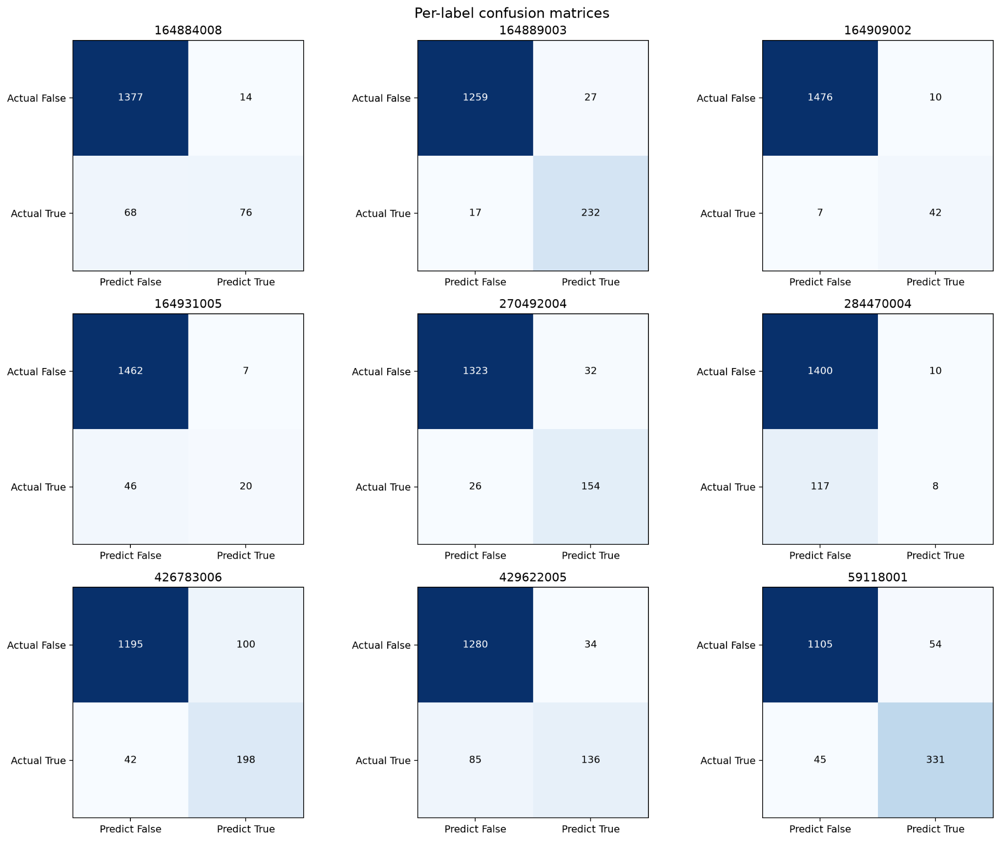 Per-label confusion matrices
164884008 164889003 164909002
Actual False 1377 14 Actual False 1259 27 Actual False 1476 10
Actual True 68 76 Actual True 17 232 Actual True 7 42
Predict False Predict True Predict False Predict True Predict False Predict True
164931005 270492004 284470004
Actual False 1462 7 Actual False 1323 32 Actual False 1400 10
Actual True 46 20 Actual True 26 154 Actual True 117 8
Predict False Predict True Predict False Predict True Predict False Predict True
426783006 429622005 59118001
Actual False 1195 100 Actual False 1280 34 Actual False 1105 54
Actual True 42 198 Actual True 85 136 Actual True 45 331
Predict False Predict True Predict False Predict True Predict False Predict True